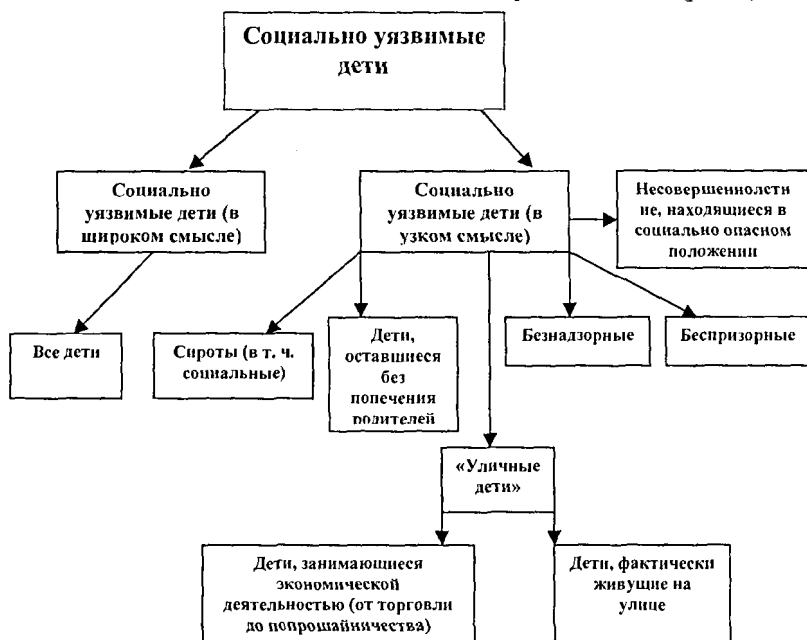 Социально уязвимые
дети
Социально
уязвимые дети (в
широком смысле)
Социально
уязвимые дети (в
узком смысле)
Несовершеннолетн
ие, находящиеся в
социально опасном
положении
Все дети
Сироты (в т. ч.
социальные)
Дети,
оставшиеся
без
попечения
родителей
Безнадзорные
Беспризорные
«Уличные
дети»
Дети, занимающиеся
экономической
деятельностью (от торговли
до попрошайничества)
Дети, фактически
живущие на
улице